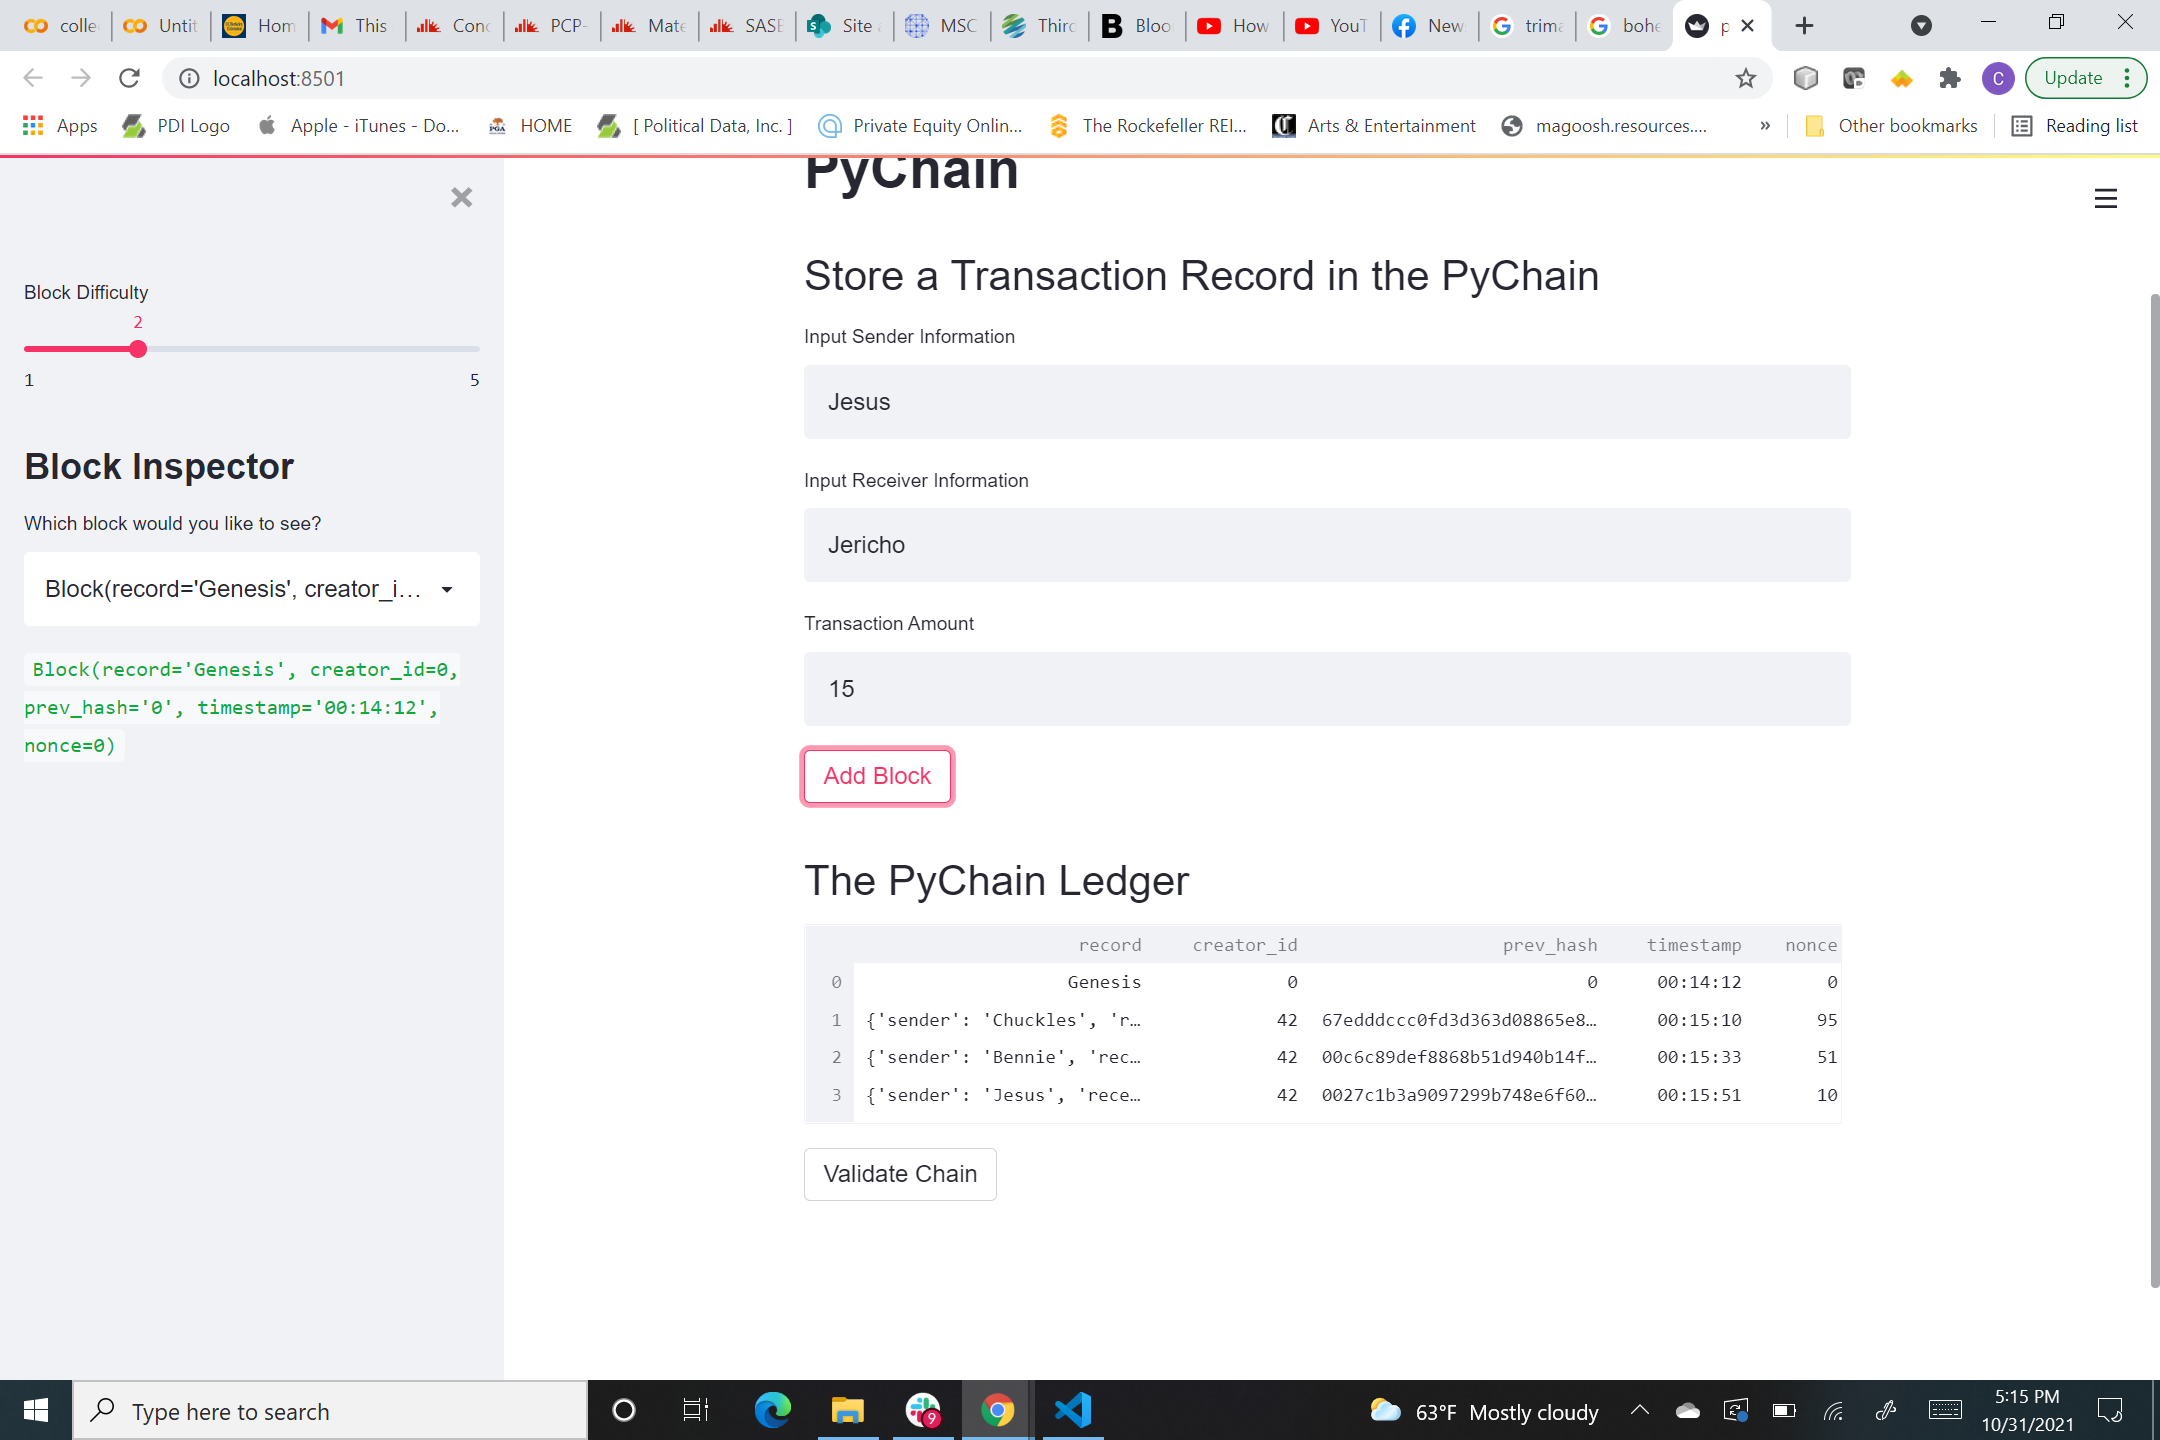 colle Untit Hom This Con PCP- Mate SASE Site a MSC Thir Bloo How YouT New trima bohe p
localhost:8501
C Update
Apps PDI Logo Apple - iTunes - Do... HOME [ Political Data, Inc. ] Private Equity Onlin... The Rockefeller REI... Arts & Entertainment magoosh.resources.... » Other bookmarks Reading list
PyChain
Block Difficulty
2
1 5
Block Inspector
Which block would you like to see?
Block(record='Genesis', creator_i...
Block(record='Genesis', creator_id=0,
prev_hash='0', timestamp='00:14:12',
nonce=0)
Store a Transaction Record in the PyChain
Input Sender Information
Jesus
Input Receiver Information
Jericho
Transaction Amount
15
Add Block
The PyChain Ledger
record creator_id prev_hash timestamp nonce
0 Genesis 0 0 00:14:12 0
1 {'sender': 'Chuckles', 'r… 42 67edddccc0fd3d363d08865e8… 00:15:10 95
2 {'sender': 'Bennie', 'rec… 42 00c6c89def8868b51d940b14f… 00:15:33 51
3 {'sender': 'Jesus', 'rece… 42 0027c1b3a9097299b748e6f60… 00:15:51 10
Validate Chain
Type here to search
9
63°F Mostly cloudy
5:15 PM
10/31/2021